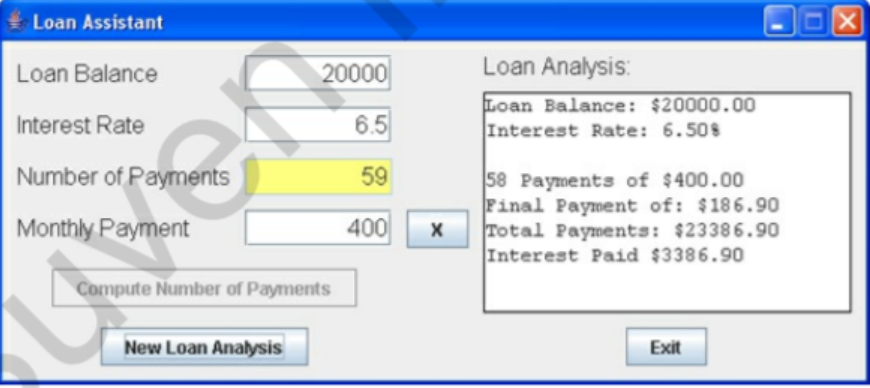 Loan Assistant
Loan Balance 20000
Interest Rate 6.5
Number of Payments 59
Monthly Payment 400 X
Compute Number of Payments
New Loan Analysis
Loan Analysis:
Loan Balance: $20000.00
Interest Rate: 6.50%
58 Payments of $400.00
Final Payment of: $186.90
Total Payments: $23386.90
Interest Paid $3386.90
Exit